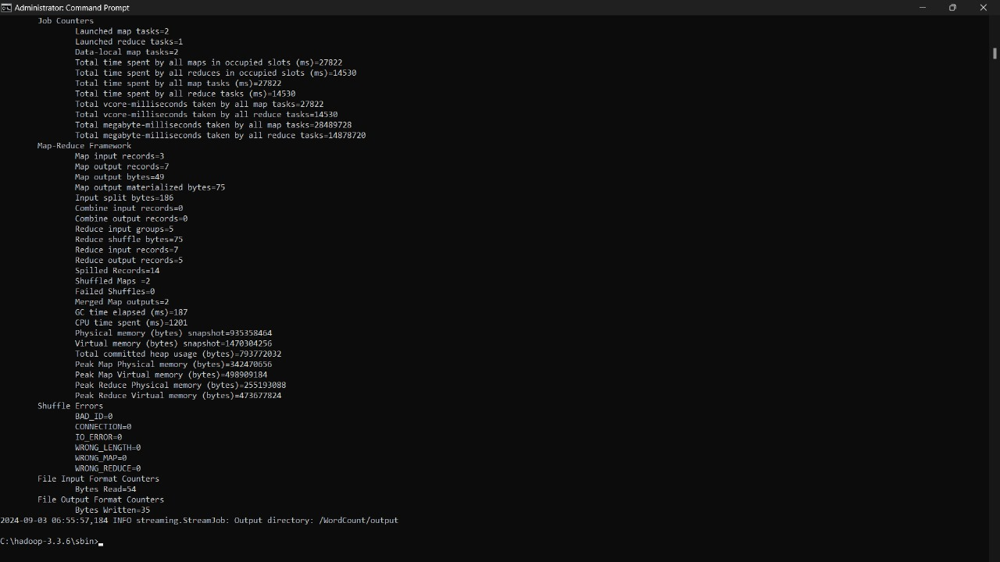 Administrator: Command Prompt
Job Counters
Launched map tasks=2
Launched reduce tasks=1
Data-local map tasks=2
Total time spent by all maps in occupied slots (ms)=27822
Total time spent by all reduces in occupied slots (ms)=14530
Total time spent by all map tasks (ms)=27822
Total time spent by all reduce tasks (ms)=14530
Total vcore-milliseconds taken by all map tasks=27822
Total vcore-milliseconds taken by all reduce tasks=14530
Total megabyte-milliseconds taken by all map tasks=28489728
Total megabyte-milliseconds taken by all reduce tasks=14878720
Map-Reduce Framework
Map input records=3
Map output records=7
Map output bytes=49
Map output materialized bytes=75
Input split bytes=186
Combine input records=0
Combine output records=0
Reduce input groups=5
Reduce shuffle bytes=75
Reduce input records=7
Reduce output records=5
Spilled Records=14
Shuffled Maps =2
Failed Shuffles=0
Merged Map outputs=2
GC time elapsed (ms)=187
CPU time spent (ms)=1201
Physical memory (bytes) snapshot=935358464
Virtual memory (bytes) snapshot=1470304256
Total committed heap usage (bytes)=793772032
Peak Map Physical memory (bytes)=342470656
Peak Map Virtual memory (bytes)=498909184
Peak Reduce Physical memory (bytes)=255193088
Peak Reduce Virtual memory (bytes)=473677824
Shuffle Errors
BAD_ID=0
CONNECTION=0
IO_ERROR=0
WRONG_LENGTH=0
WRONG_MAP=0
WRONG_REDUCE=0
File Input Format Counters
Bytes Read=54
File Output Format Counters
Bytes Written=35
2024-09-03 06:55:57,184 INFO streaming.StreamJob: Output directory: /WordCount/output
C:\hadoop-3.3.6\sbin>